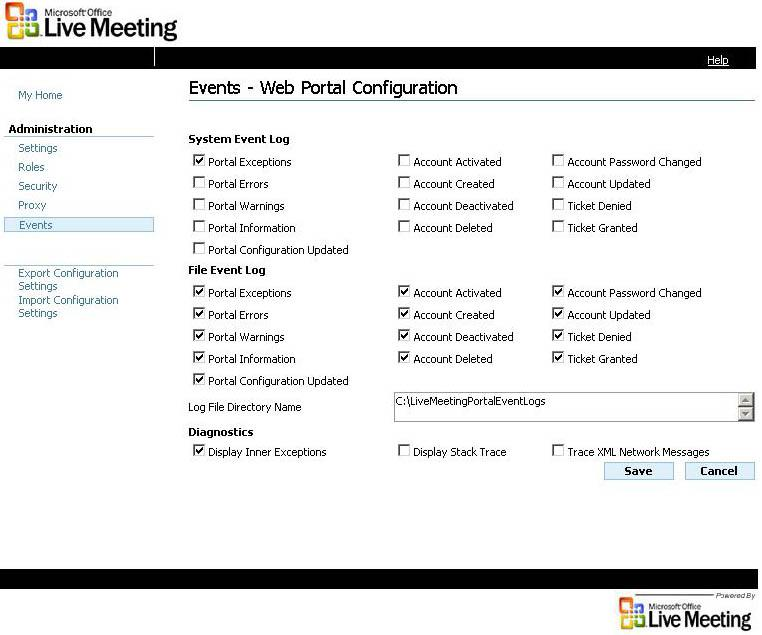 Microsoft Office
Live Meeting
Help
My Home
Events - Web Portal Configuration
Administration
Settings
Roles
Security
Proxy
Events
Export Configuration
Settings
Import Configuration
Settings
System Event Log
Portal Exceptions Account Activated Account Password Changed
Portal Errors Account Created Account Updated
Portal Warnings Account Deactivated Ticket Denied
Portal Information Account Deleted Ticket Granted
Portal Configuration Updated
File Event Log
Portal Exceptions Account Activated Account Password Changed
Portal Errors Account Created Account Updated
Portal Warnings Account Deactivated Ticket Denied
Portal Information Account Deleted Ticket Granted
Portal Configuration Updated
Log File Directory Name C:\LiveMeetingPortalEventLogs
Diagnostics
Display Inner Exceptions Display Stack Trace Trace XML Network Messages
Save Cancel
Powered By
Microsoft Office
Live Meeting